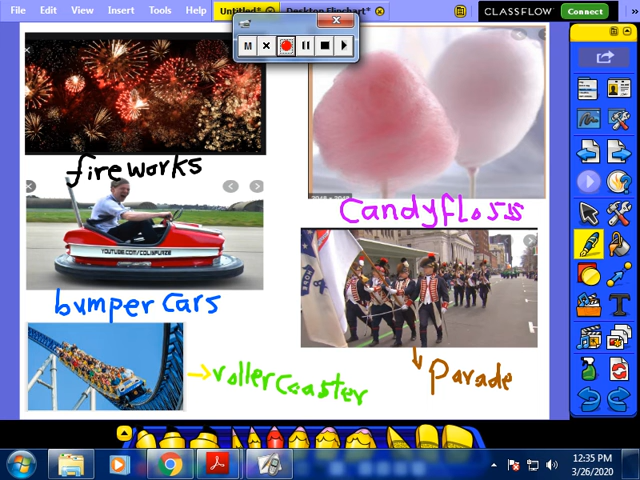 File Edit View Insert Tools Help Untitled* Desktop Flipchart* CLASSFLOW Connect
M
fireworks
candyfloss
YOUTUBE.COM/COLINFURZE
bumper cars
→rollercoaster
Parade
12:35 PM
3/26/2020